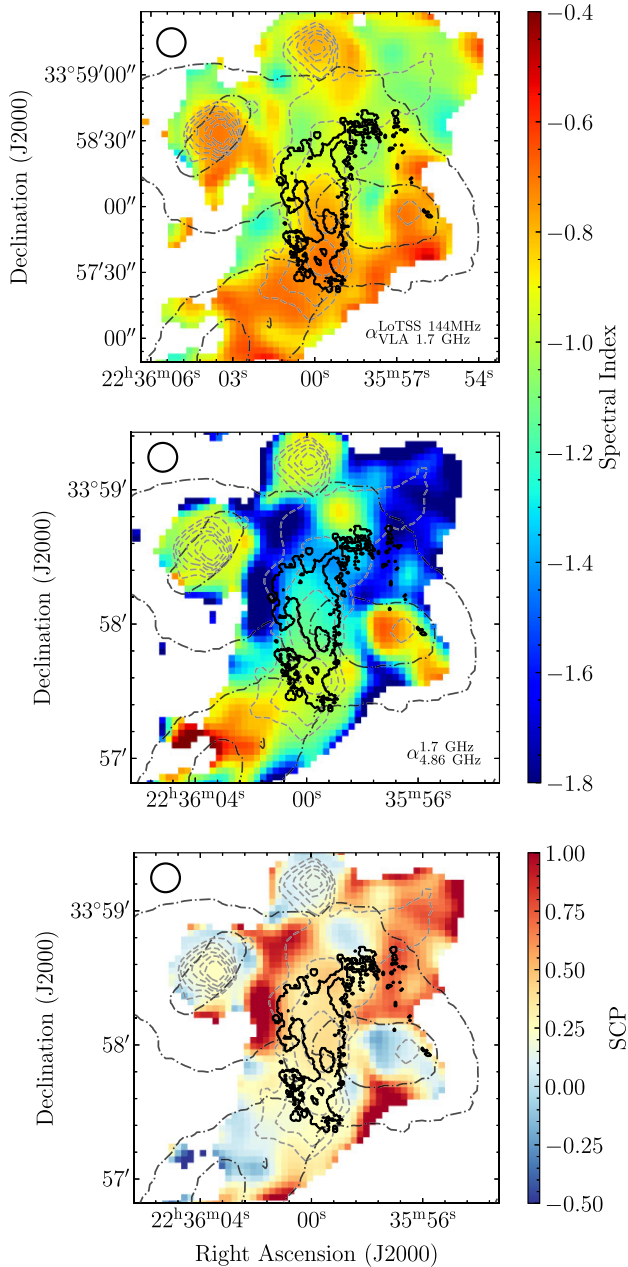 33°59′00″
58′30″
00″
57′30″
00″
Declination (J2000)
α LoTSS 144MHz
VLA 1.7 GHz
22h36m06s 03s 00s 35m57s 54s
33°59′
58′
57′
Declination (J2000)
α 1.7 GHz
4.86 GHz
22h36m04s 00s 35m56s
−0.4
−0.6
−0.8
−1.0
−1.2
−1.4
−1.6
−1.8
Spectral Index
33°59′
58′
57′
Declination (J2000)
22h36m04s 00s 35m56s
Right Ascension (J2000)
1.00
0.75
0.50
0.25
0.00
−0.25
−0.50
SCP